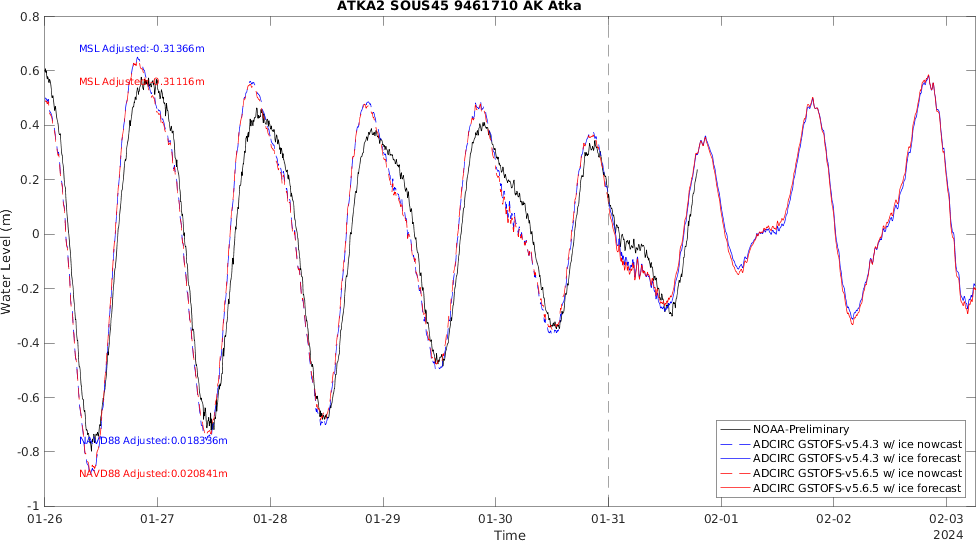 ATKA2 SOUS45 9461710 AK Atka
MSL Adjusted:-0.31366m
MSL Adjusted:-0.31116m
NAVD88 Adjusted:0.018336m
NAVD88 Adjusted:0.020841m
Water Level (m)
0.8
0.6
0.4
0.2
0
-0.2
-0.4
-0.6
-0.8
-1
NOAA-Preliminary
ADCIRC GSTOFS-v5.4.3 w/ ice nowcast
ADCIRC GSTOFS-v5.4.3 w/ ice forecast
ADCIRC GSTOFS-v5.6.5 w/ ice nowcast
ADCIRC GSTOFS-v5.6.5 w/ ice forecast
01-26 01-27 01-28 01-29 01-30 01-31 02-01 02-02 02-03
Time
2024